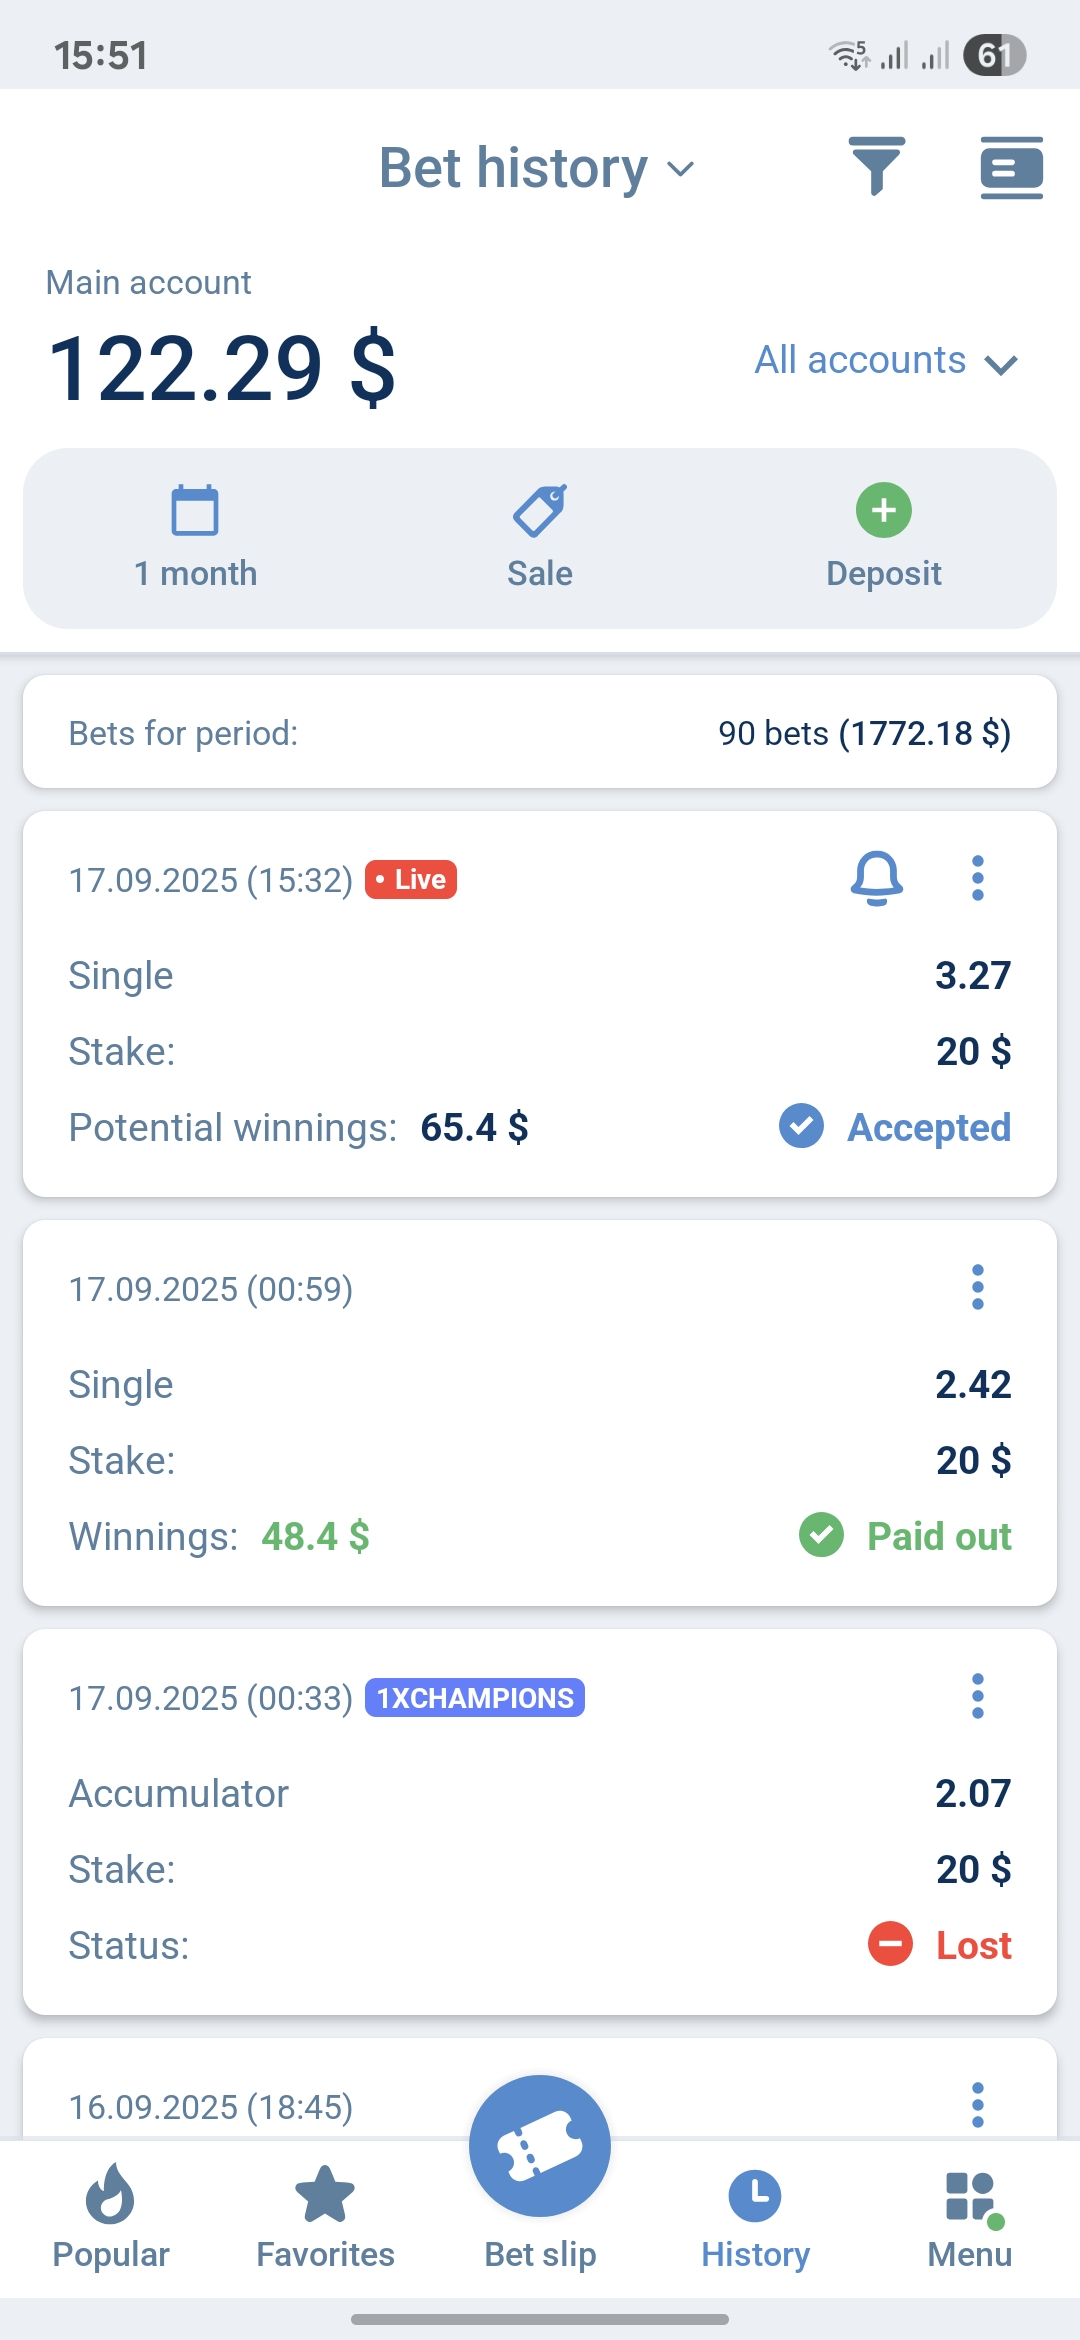 15:51
5
61
Bet history
Main account
122.29 $
All accounts
1 month
Sale
Deposit
Bets for period:
90 bets (1772.18 $)
17.09.2025 (15:32)
• Live
Single
3.27
Stake:
20 $
Potential winnings: 65.4 $
Accepted
17.09.2025 (00:59)
Single
2.42
Stake:
20 $
Winnings: 48.4 $
Paid out
17.09.2025 (00:33)
1XCHAMPIONS
Accumulator
2.07
Stake:
20 $
Status:
Lost
16.09.2025 (18:45)
Popular
Favorites
Bet slip
History
Menu